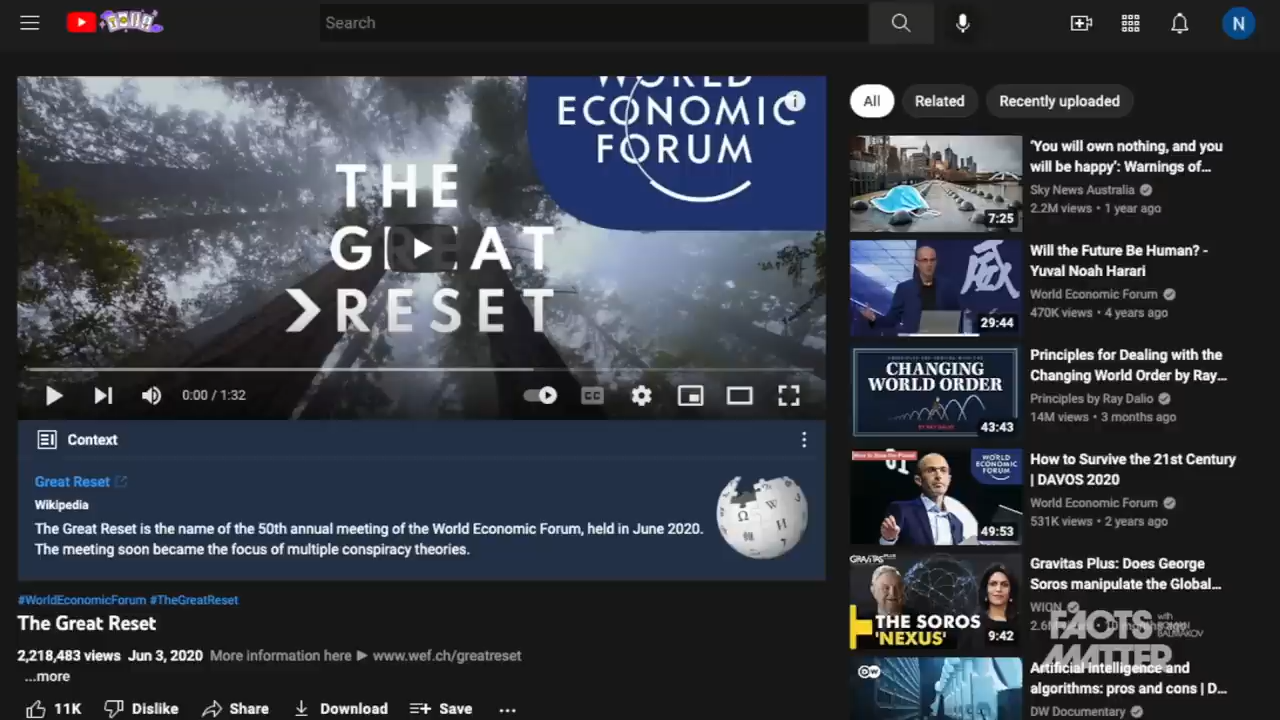 Search
N
WORLD
ECONOMIC
FORUM
THE
GREAT
RESET
0:00 / 1:32
CC
Context
Great Reset
Wikipedia
The Great Reset is the name of the 50th annual meeting of the World Economic Forum, held in June 2020.
The meeting soon became the focus of multiple conspiracy theories.
#WorldEconomicForum #TheGreatReset
The Great Reset
2,218,483 views Jun 3, 2020 More information here ► www.wef.ch/greatreset
...more
11K Dislike Share Download Save
All Related Recently uploaded
7:25
'You will own nothing, and you
will be happy': Warnings of...
Sky News Australia
2.2M views • 1 year ago
29:44
Will the Future Be Human? -
Yuval Noah Harari
World Economic Forum
470K views • 4 years ago
CHANGING
WORLD ORDER
43:43
Principles for Dealing with the
Changing World Order by Ray...
Principles by Ray Dalio
14M views • 3 months ago
WORLD
ECONOMIC
FORUM
49:53
How to Survive the 21st Century
| DAVOS 2020
World Economic Forum
531K views • 2 years ago
GRAVITAS
THE SOROS
'NEXUS'
9:42
Gravitas Plus: Does George
Soros manipulate the Global...
WION
FACTS
MATTER
with
ROMAN
BALMAKOV
DW
Artificial Intelligence and
algorithms: pros and cons | D...
DW Documentary